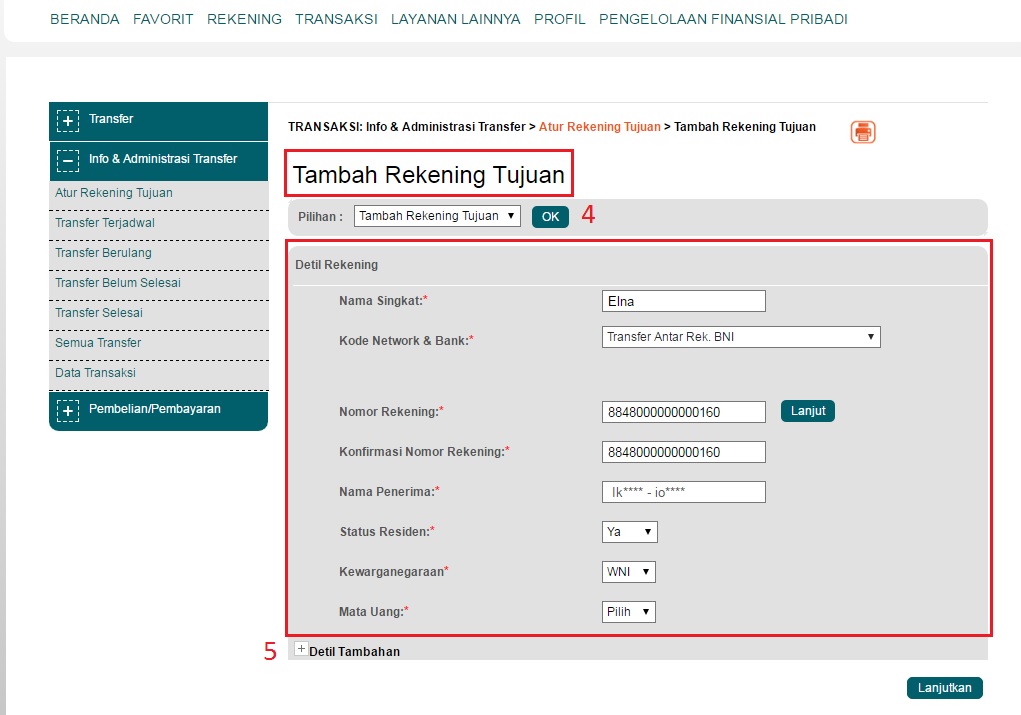 BERANDA FAVORIT REKENING TRANSAKSI LAYANAN LAINNYA PROFIL PENGELOLAAN FINANSIAL PRIBADI
Transfer
Info & Administrasi Transfer
Atur Rekening Tujuan
Transfer Terjadwal
Transfer Berulang
Transfer Belum Selesai
Transfer Selesai
Semua Transfer
Data Transaksi
Pembelian/Pembayaran
TRANSAKSI: Info & Administrasi Transfer > Atur Rekening Tujuan > Tambah Rekening Tujuan
Tambah Rekening Tujuan
Pilihan : Tambah Rekening Tujuan OK 4
Detil Rekening
Nama Singkat:* Elna
Kode Network & Bank:* Transfer Antar Rek. BNI
Nomor Rekening:* 8848000000000160 Lanjut
Konfirmasi Nomor Rekening:* 8848000000000160
Nama Penerima:* Ik**** - io****
Status Residen:* Ya
Kewarganegaraan* WNI
Mata Uang:* Pilih
5 + Detil Tambahan
Lanjutkan